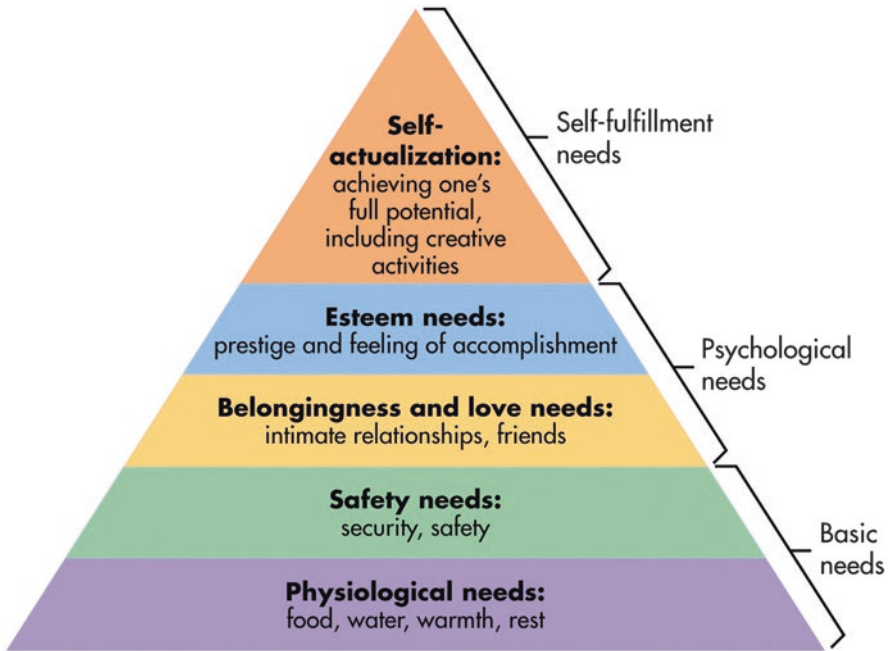 Self-
actualization:
achieving one's
full potential,
including creative
activities
Self-fulfillment
needs
Esteem needs:
prestige and feeling of accomplishment
Psychological
needs
Belongingness and love needs:
intimate relationships, friends
Safety needs:
security, safety
Basic
needs
Physiological needs:
food, water, warmth, rest